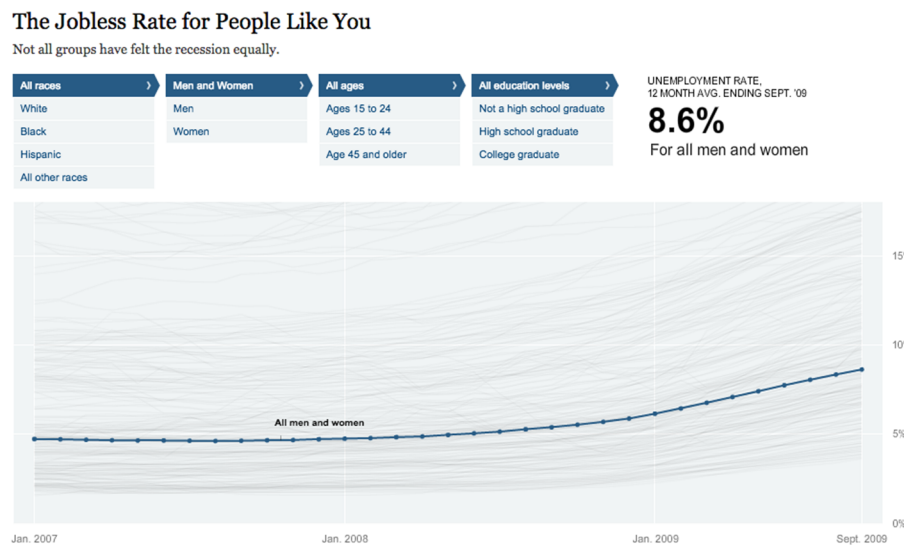 The Jobless Rate for People Like You
Not all groups have felt the recession equally.
All races
White
Black
Hispanic
All other races
Men and Women
Men
Women
All ages
Ages 15 to 24
Ages 25 to 44
Age 45 and older
All education levels
Not a high school graduate
High school graduate
College graduate
UNEMPLOYMENT RATE,
12 MONTH AVG. ENDING SEPT. '09
8.6%
For all men and women
15%
10%
All men and women
5%
0%
Jan. 2007
Jan. 2008
Jan. 2009
Sept. 2009